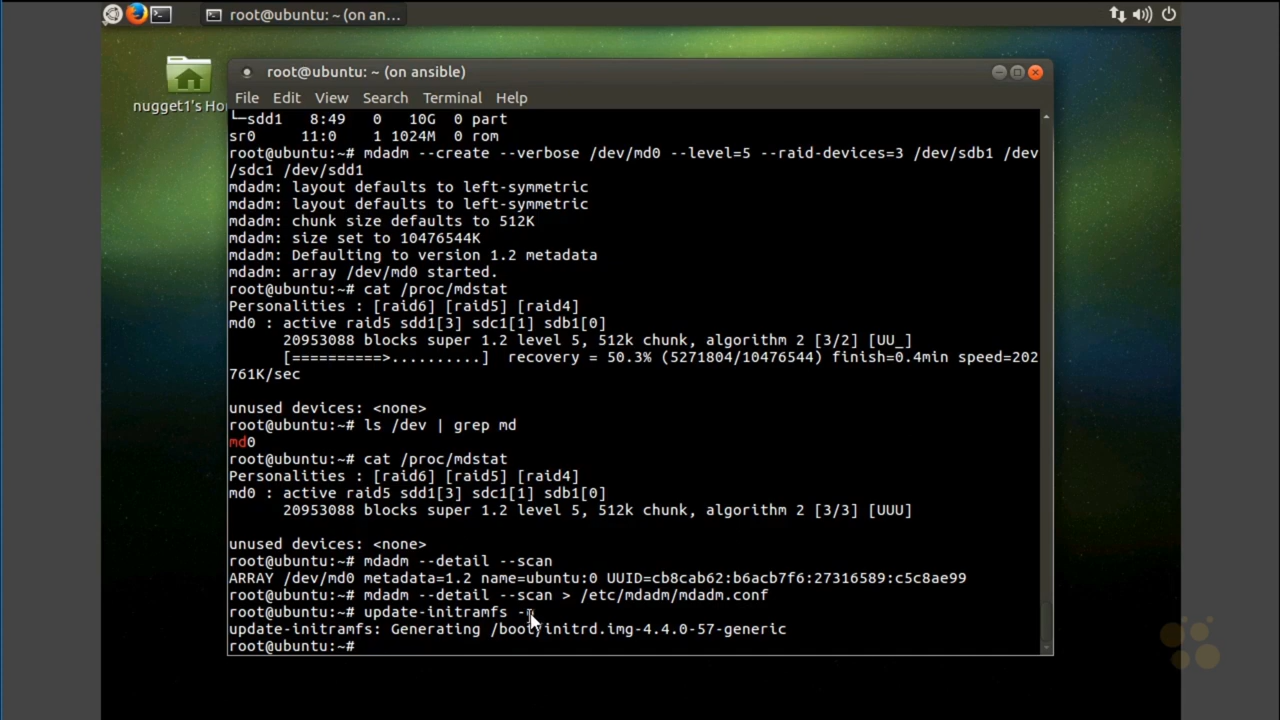 root@ubuntu: ~ (on an...
nugget1's Ho
root@ubuntu: ~ (on ansible)
File Edit View Search Terminal Help
└─sdd1 8:49 0 10G 0 part
sr0 11:0 1 1024M 0 rom
root@ubuntu:~# mdadm --create --verbose /dev/md0 --level=5 --raid-devices=3 /dev/sdb1 /dev
/sdc1 /dev/sdd1
mdadm: layout defaults to left-symmetric
mdadm: layout defaults to left-symmetric
mdadm: chunk size defaults to 512K
mdadm: size set to 10476544K
mdadm: Defaulting to version 1.2 metadata
mdadm: array /dev/md0 started.
root@ubuntu:~# cat /proc/mdstat
Personalities : [raid6] [raid5] [raid4]
md0 : active raid5 sdd1[3] sdc1[1] sdb1[0]
20953088 blocks super 1.2 level 5, 512k chunk, algorithm 2 [3/2] [UU_]
[==========>..........] recovery = 50.3% (5271804/10476544) finish=0.4min speed=202
761K/sec
unused devices: <none>
root@ubuntu:~# ls /dev | grep md
md0
root@ubuntu:~# cat /proc/mdstat
Personalities : [raid6] [raid5] [raid4]
md0 : active raid5 sdd1[3] sdc1[1] sdb1[0]
20953088 blocks super 1.2 level 5, 512k chunk, algorithm 2 [3/3] [UUU]
unused devices: <none>
root@ubuntu:~# mdadm --detail --scan
ARRAY /dev/md0 metadata=1.2 name=ubuntu:0 UUID=cb8cab62:b6acb7f6:27316589:c5c8ae99
root@ubuntu:~# mdadm --detail --scan > /etc/mdadm/mdadm.conf
root@ubuntu:~# update-initramfs
update-initramfs: Generating /boot/initrd.img-4.4.0-57-generic
root@ubuntu:~#